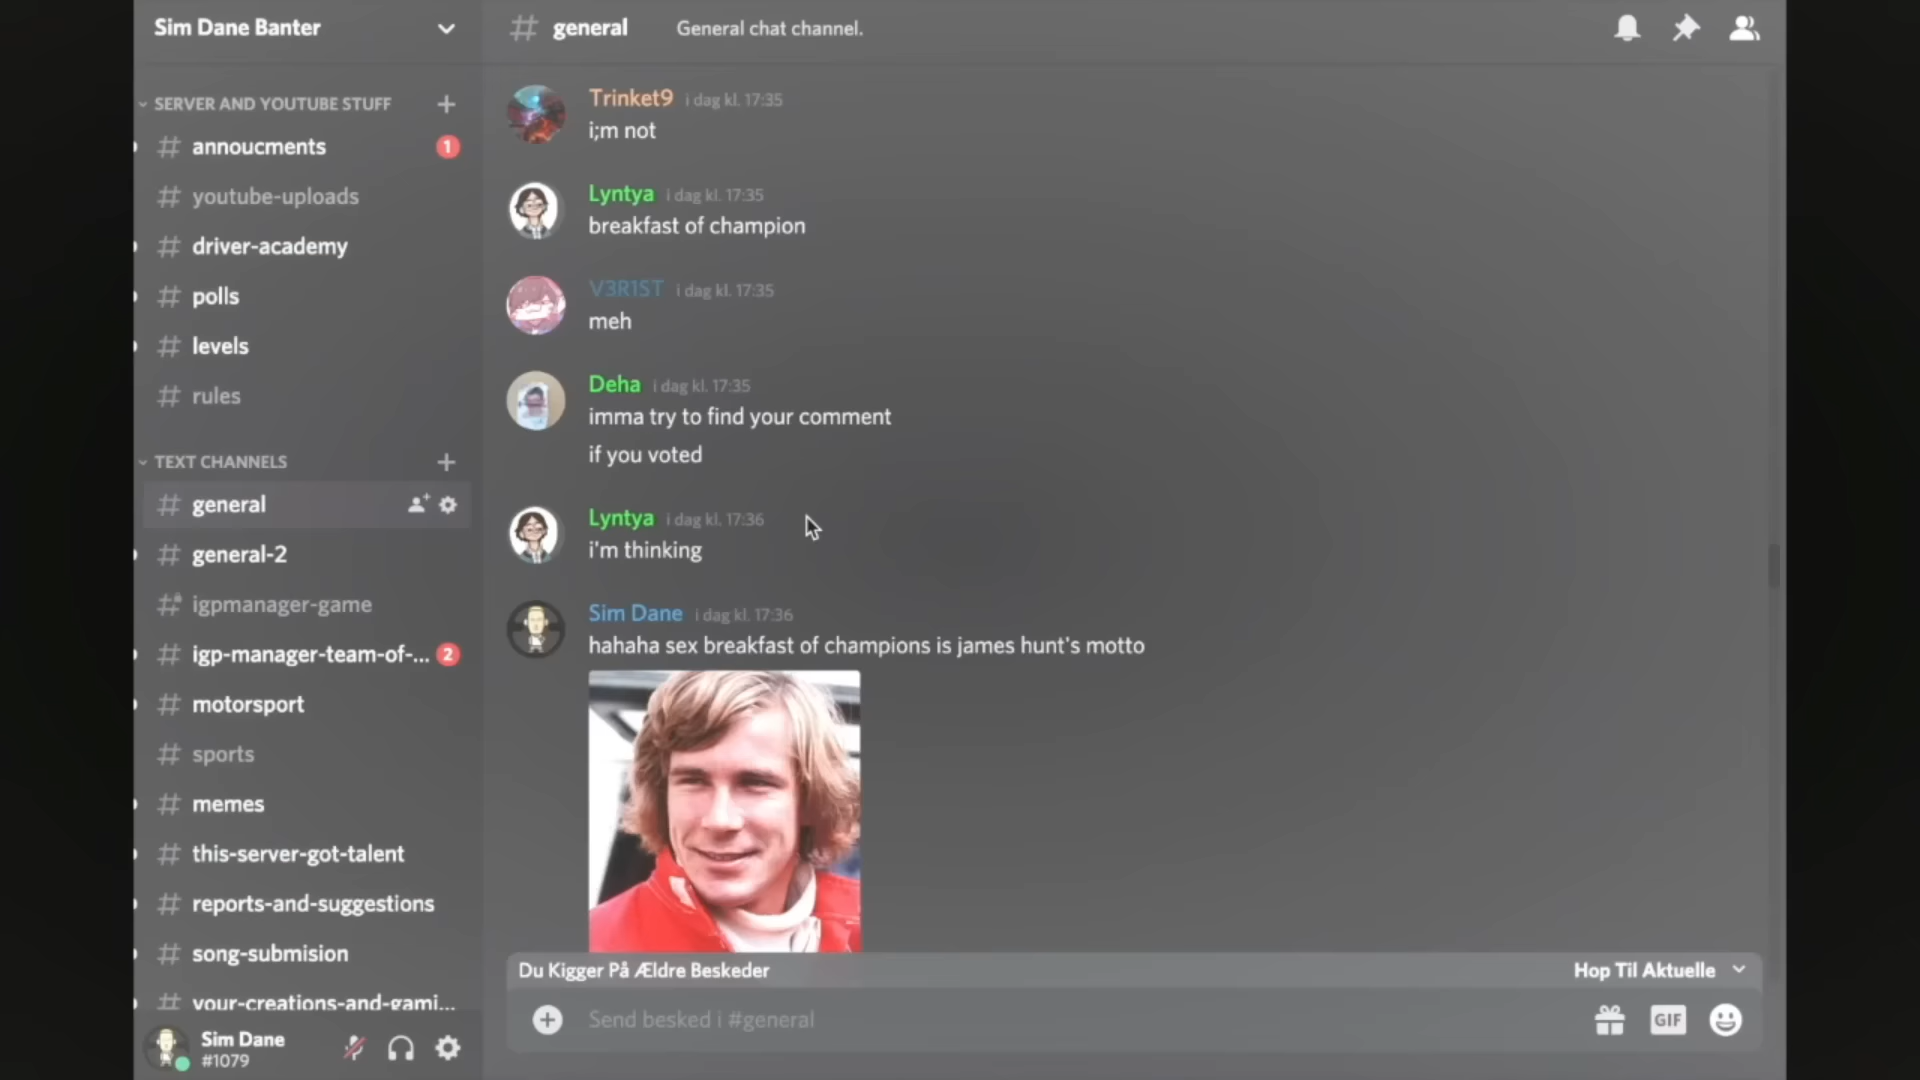 Sim Dane Banter
SERVER AND YOUTUBE STUFF
annoucments
1
youtube-uploads
driver-academy
polls
levels
rules
TEXT CHANNELS
general
general-2
igpmanager-game
igp-manager-team-of-...
2
motorsport
sports
memes
this-server-got-talent
reports-and-suggestions
song-submision
your-creations-and-gami...
Sim Dane
#1079
general
General chat channel.
Trinket9 i dag kl. 17:35
i;m not
Lyntya i dag kl. 17:35
breakfast of champion
V3R1ST i dag kl. 17:35
meh
Deha i dag kl. 17:35
imma try to find your comment
if you voted
Lyntya i dag kl. 17:36
i'm thinking
Sim Dane i dag kl. 17:36
hahaha sex breakfast of champions is james hunt's motto
Du Kigger På Ældre Beskeder
Hop Til Aktuelle
Send besked i #general
GIF